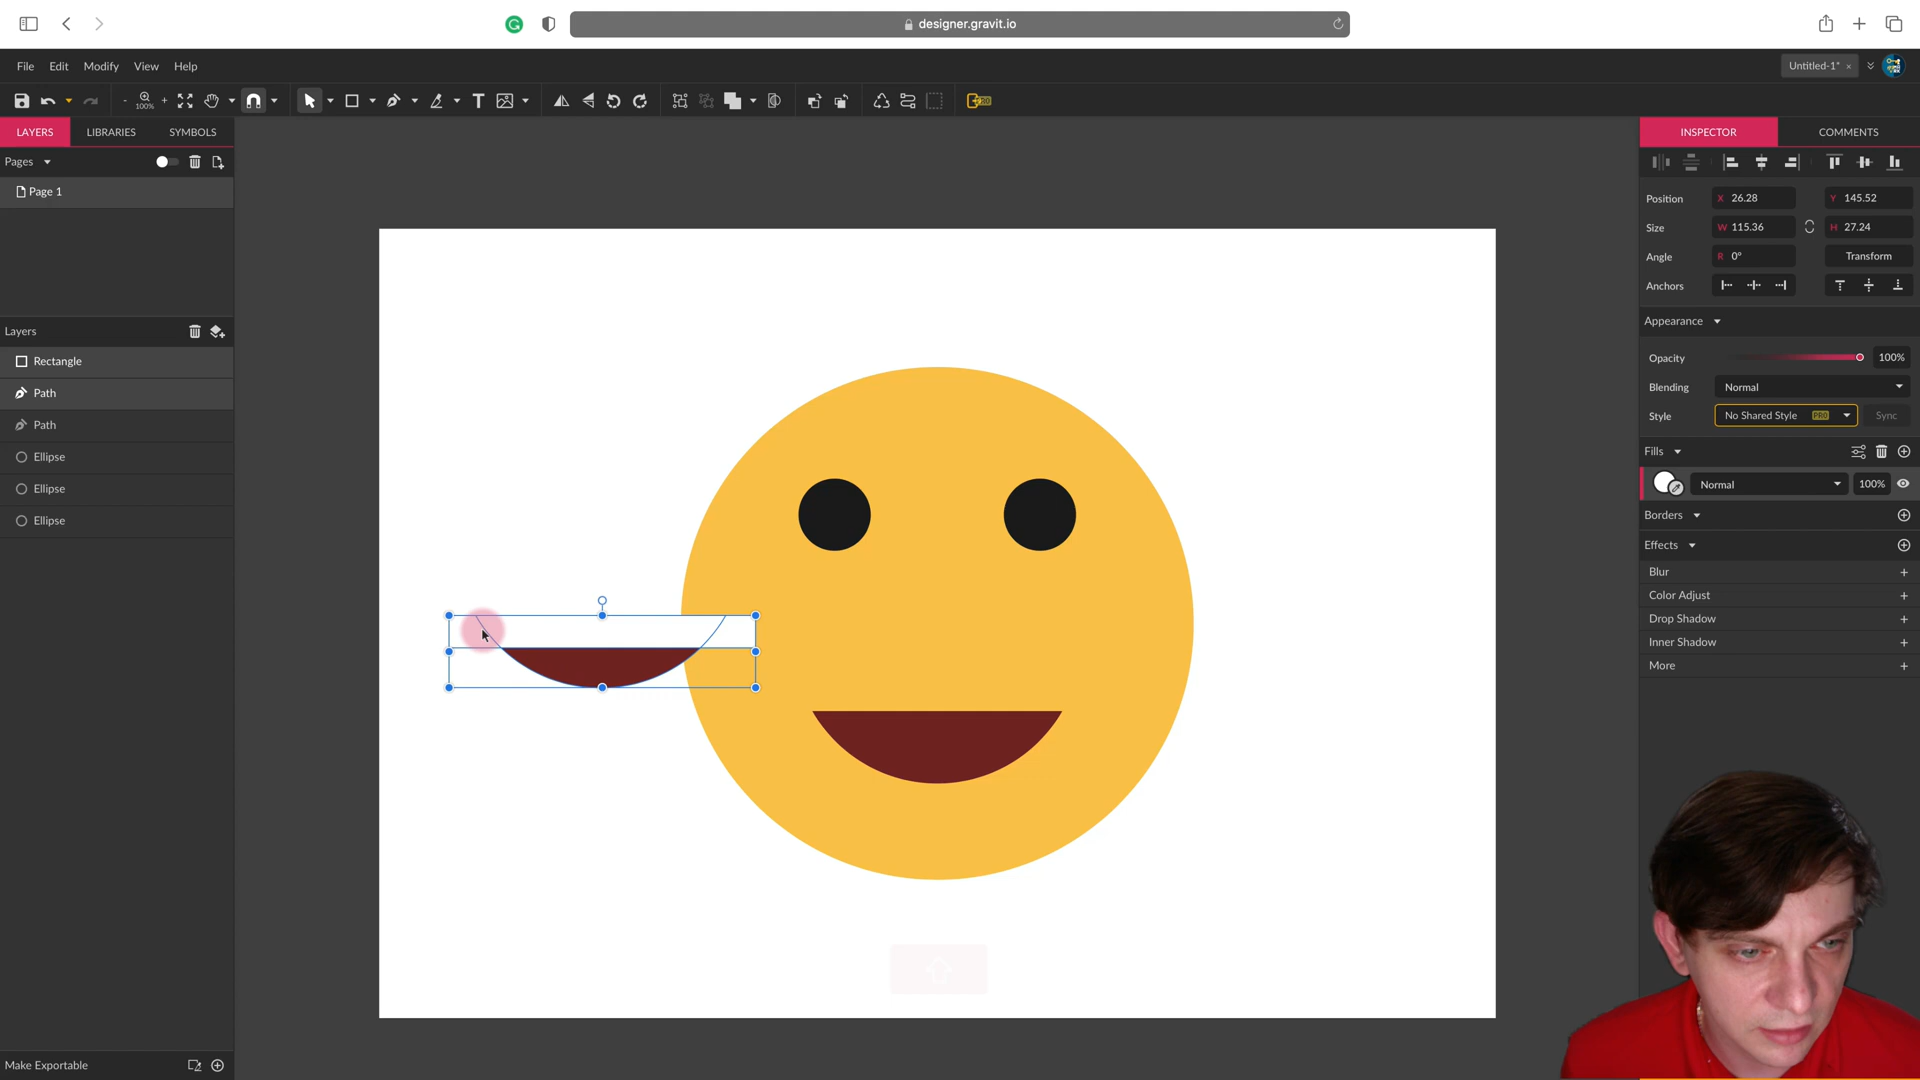 designer.gravit.io
File Edit Modify View Help
Untitled-1* ×
100%
PRO
LAYERS LIBRARIES SYMBOLS
INSPECTOR COMMENTS
Pages
Page 1
Position X 26.28 Y 145.52
Size W 115.36 H 27.24
Angle R 0° Transform
Anchors
Layers
Appearance
Rectangle
Opacity 100%
Path
Blending Normal
Path
Style No Shared Style PRO Sync
Ellipse
Fills
Ellipse
Normal 100%
Ellipse
Borders
Effects
Blur
Color Adjust
Drop Shadow
Inner Shadow
More
Make Exportable